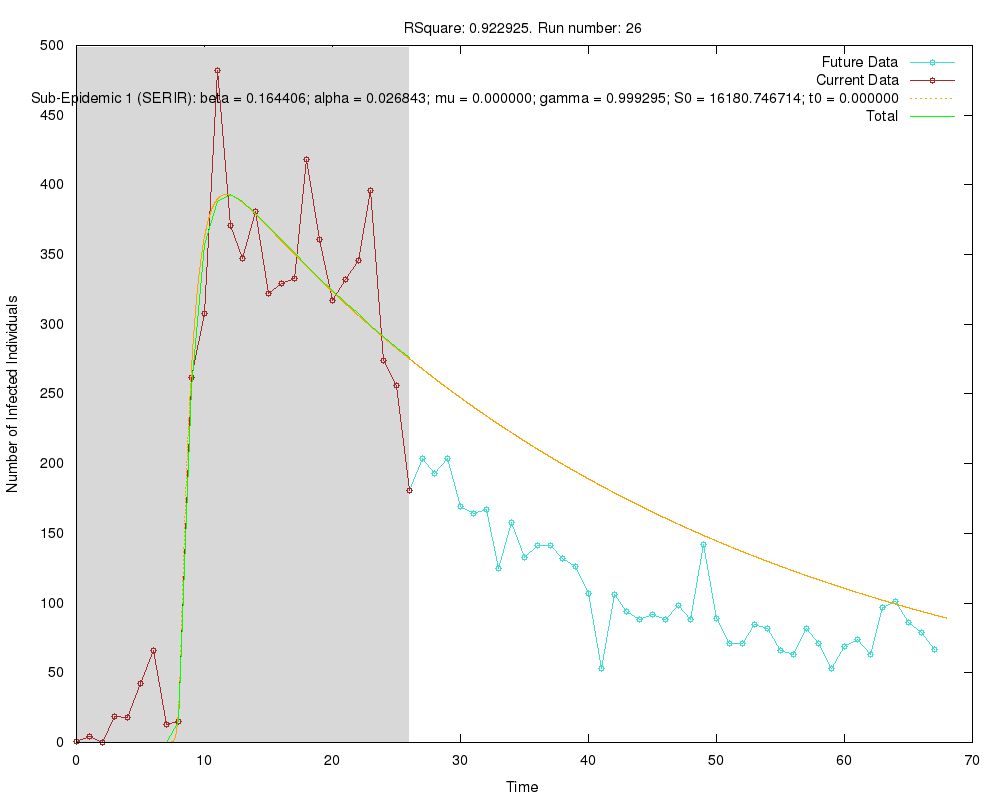 RSquare: 0.922925. Run number: 26
500
450
400
350
300
250
200
150
100
50
0
Number of Infected Individuals
Future Data
Current Data
Sub-Epidemic 1 (SERIR): beta = 0.164406; alpha = 0.026843; mu = 0.000000; gamma = 0.999295; S0 = 16180.746714; t0 = 0.000000
Total
0 10 20 30 40 50 60 70
Time